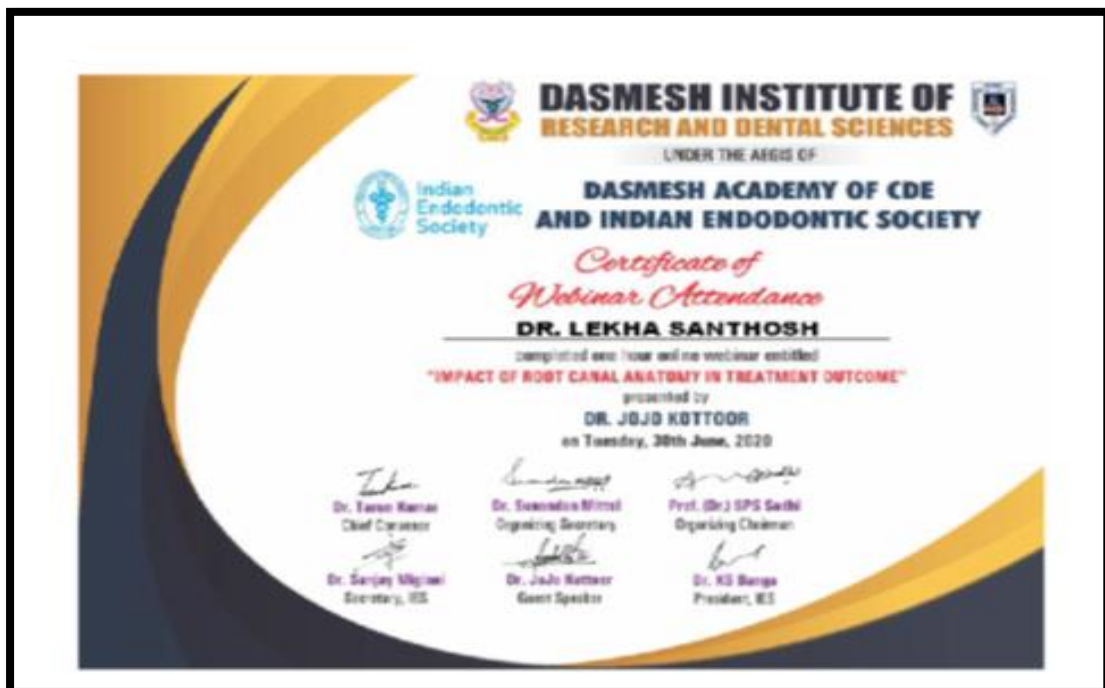 DASMESH INSTITUTE OF
RESEARCH AND DENTAL SCIENCES
UNDER THE AEGIS OF
Indian
Endodontic
Society
DASMESH ACADEMY OF CDE
AND INDIAN ENDODONTIC SOCIETY
Certificate of
Webinar Attendance
DR. LEKHA SANTHOSH
completed one hour online webinar entitled
"IMPACT OF ROOT CANAL ANATOMY IN TREATMENT OUTCOME"
presented by
DR. JOJO KOTTOOR
on Tuesday, 30th June, 2020
Dr. Tarun Kumar
Dr. Sunandan Mittal
Prof. (Dr.) SPS Sodhi
Chief Convenor
Organizing Secretary
Organizing Chairman
Dr. Sanjay Miglani
Dr. JoJo Kottoor
Dr. KS Banga
Secretary, IES
Guest Speaker
President, IES